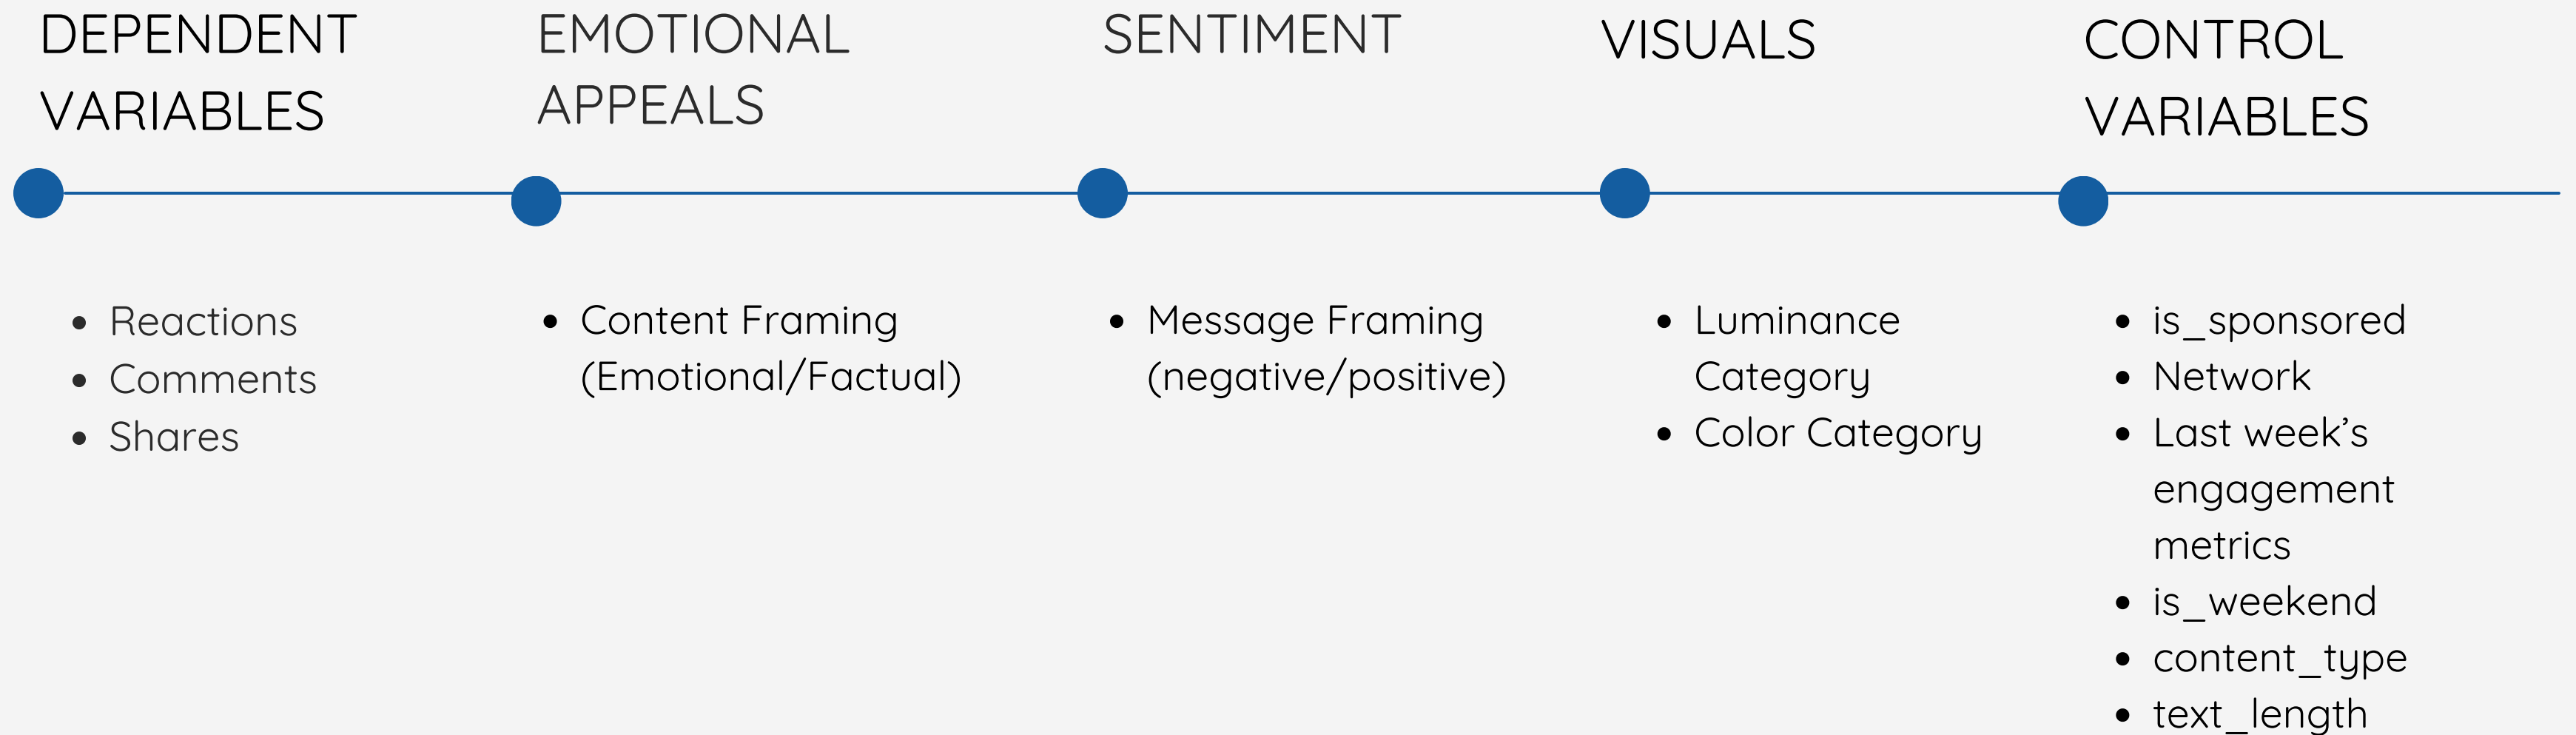 DEPENDENT
VARIABLES
EMOTIONAL
APPEALS
SENTIMENT
VISUALS
CONTROL
VARIABLES
• Reactions
• Comments
• Shares
• Content Framing
(Emotional/Factual)
• Message Framing
(negative/positive)
• Luminance
Category
• Color Category
• is_sponsored
• Network
• Last week’s
engagement
metrics
• is_weekend
• content_type
• text_length